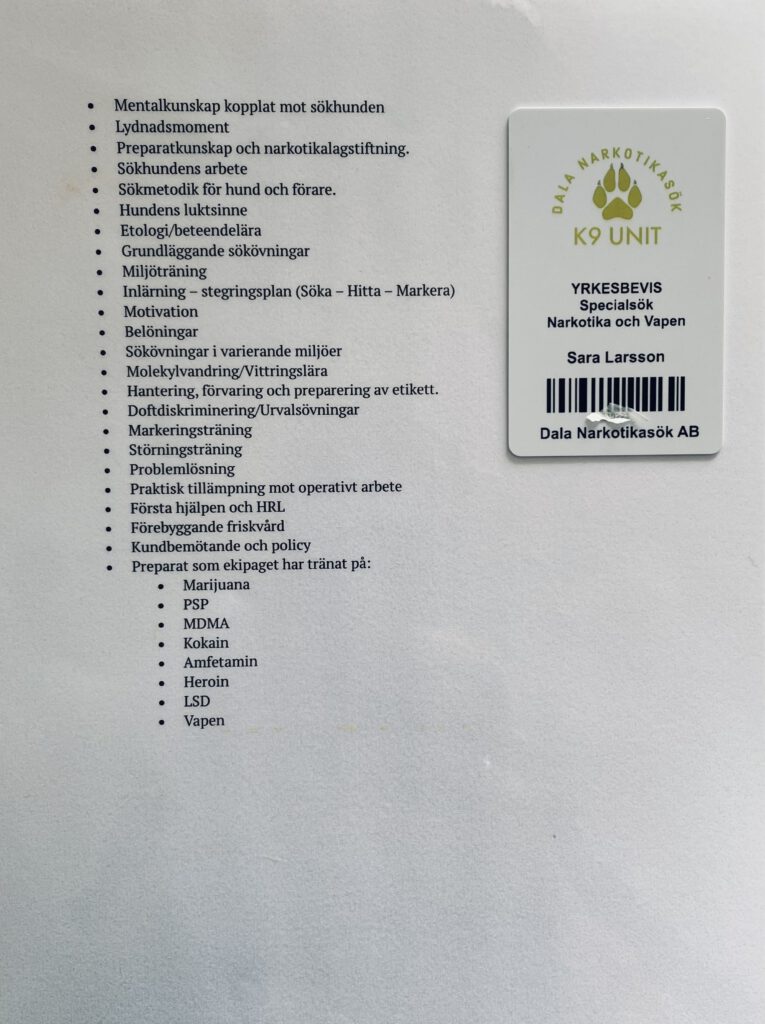 Mentalkunskap kopplat mot sökhunden
Lydnadsmoment
Preparatkunskap och narkotikalagstiftning.
Sökhundens arbete
Sökmetodik för hund och förare.
Hundens luktsinne
Etologi/beteendelära
Grundläggande sökövningar
Miljöträning
Inlärning – stegringsplan (Söka – Hitta – Markera)
Motivation
Belöningar
Sökövningar i varierande miljöer
Molekylvandring/Vittringslära
Hantering, förvaring och preparering av etikett.
Doftdiskriminering/Urvalsövningar
Markeringsträning
Störningsträning
Problemlösning
Praktisk tillämpning mot operativt arbete
Första hjälpen och HRL
Förebyggande friskvård
Kundbemötande och policy
Preparat som ekipaget har tränat på:
Marijuana
PSP
MDMA
Kokain
Amfetamin
Heroin
LSD
Vapen
DALA NARKOTIKASÖK
K9 UNIT
YRKESBEVIS
Specialsök
Narkotika och Vapen
Sara Larsson
Dala Narkotikasök AB